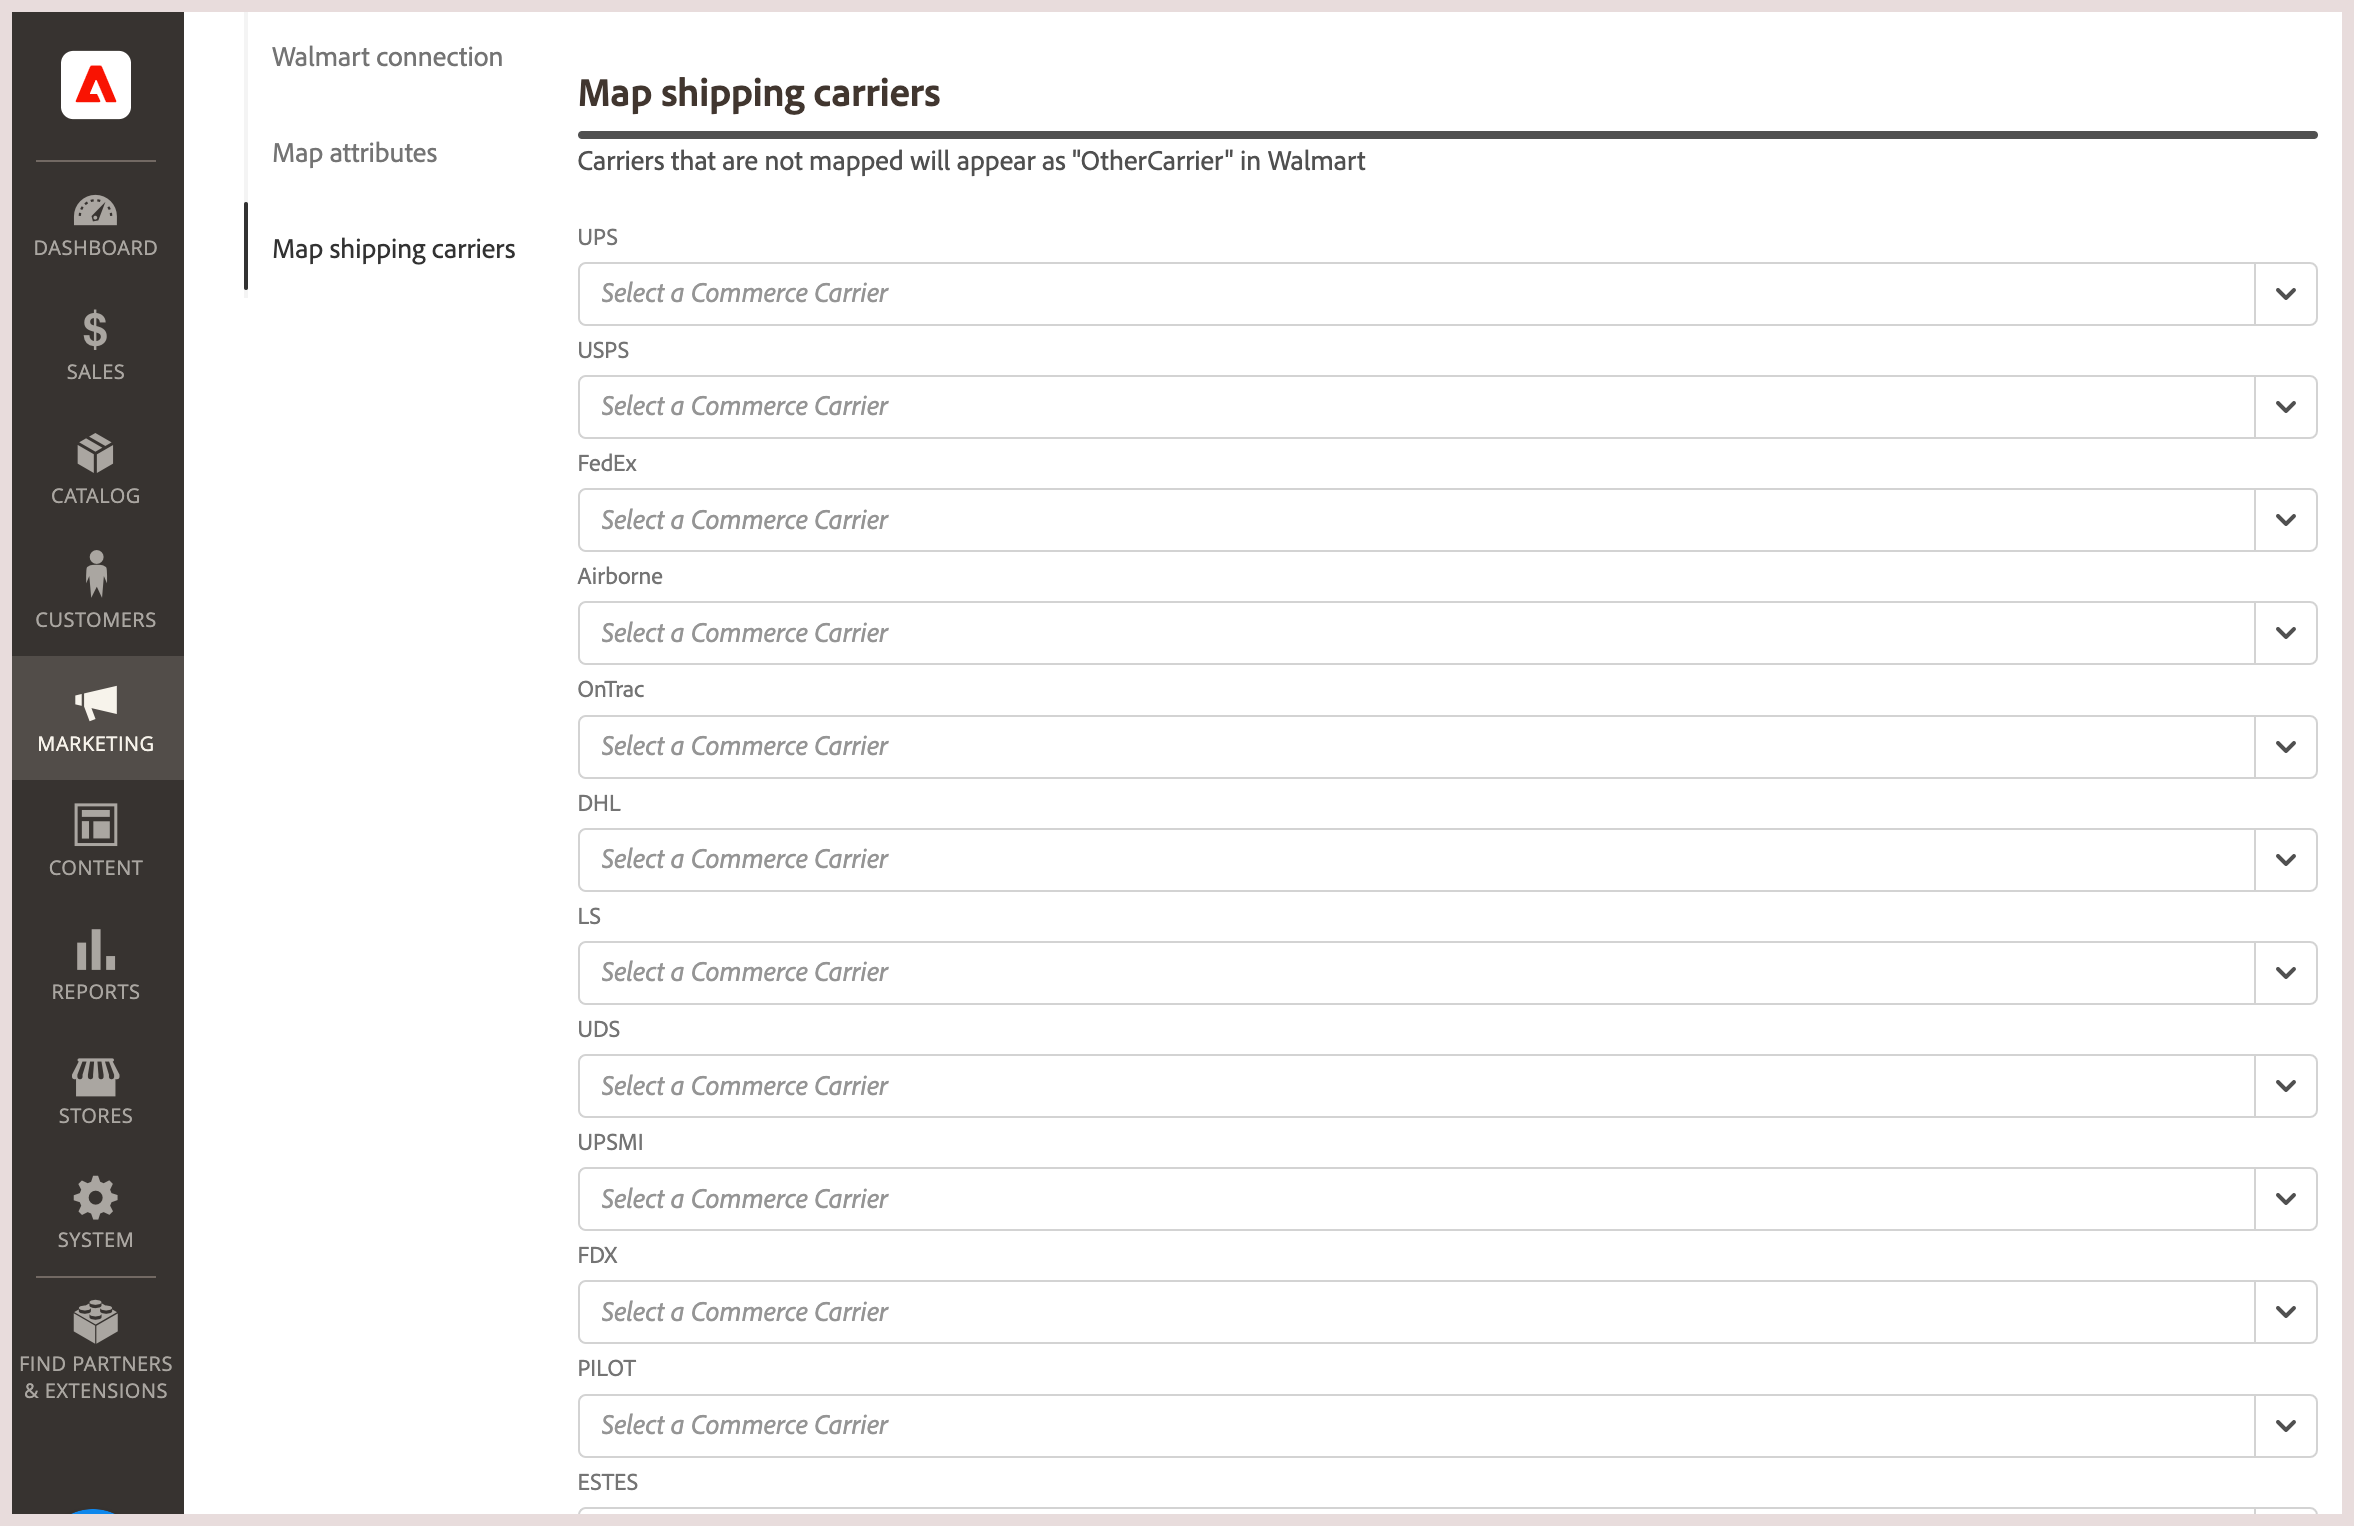 DASHBOARD
SALES
CATALOG
CUSTOMERS
MARKETING
CONTENT
REPORTS
STORES
SYSTEM
FIND PARTNERS
& EXTENSIONS
Walmart connection
Map attributes
Map shipping carriers
Map shipping carriers
Carriers that are not mapped will appear as "OtherCarrier" in Walmart
UPS
Select a Commerce Carrier
USPS
Select a Commerce Carrier
FedEx
Select a Commerce Carrier
Airborne
Select a Commerce Carrier
OnTrac
Select a Commerce Carrier
DHL
Select a Commerce Carrier
LS
Select a Commerce Carrier
UDS
Select a Commerce Carrier
UPSMI
Select a Commerce Carrier
FDX
Select a Commerce Carrier
PILOT
Select a Commerce Carrier
ESTES